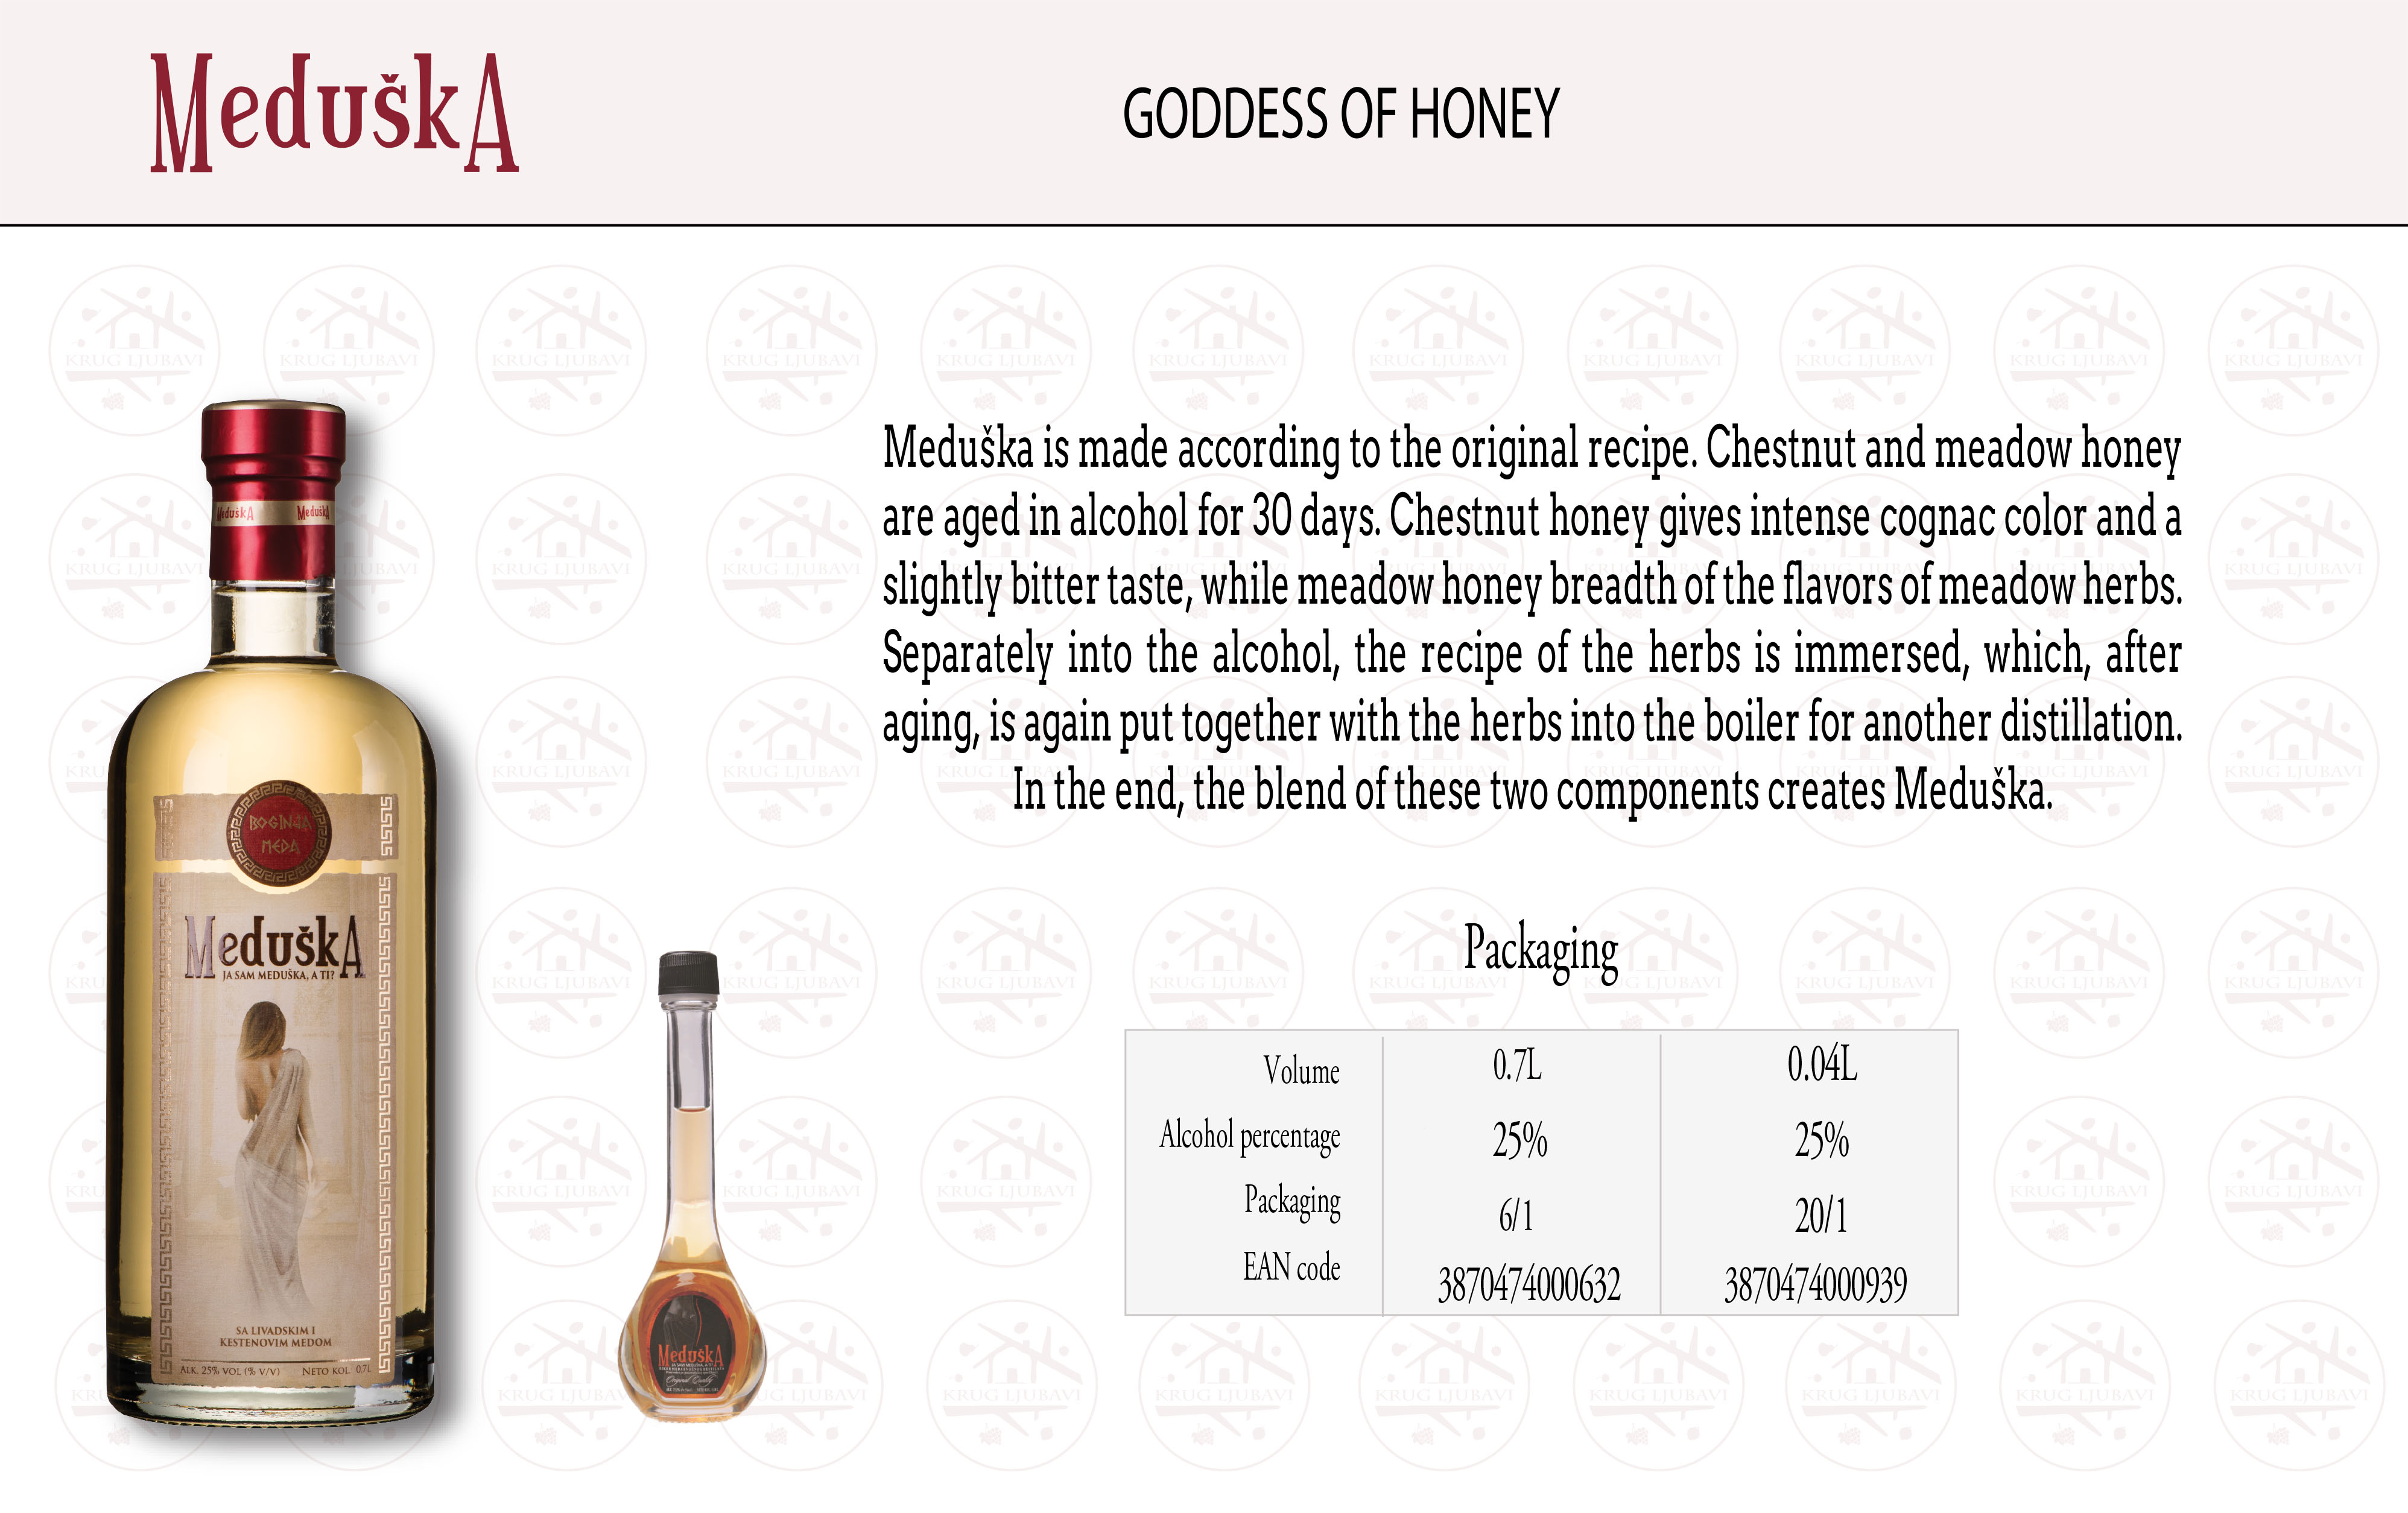 MeduškA
GODDESS OF HONEY
Meduška is made according to the original recipe. Chestnut and meadow honey
are aged in alcohol for 30 days. Chestnut honey gives intense cognac color and a
slightly bitter taste, while meadow honey breadth of the flavors of meadow herbs.
Separately into the alcohol, the recipe of the herbs is immersed, which, after
aging, is again put together with the herbs into the boiler for another distillation.
In the end, the blend of these two components creates Meduška.
MeduškA MeduškA
BOGINJA
MEDA
MeduškA
JA SAM MEDUŠKA, A TI?
SA LIVADSKIM I
KESTENOVIM MEDOM
ALK. 25% VOL (% V/V) NETO KOL. 0.7L
MeduškA
Original Quality
Packaging
Volume 0.7L 0.04L
Alcohol percentage 25% 25%
Packaging 6/1 20/1
EAN code 3870474000632 3870474000939
KRUG LJUBAVI